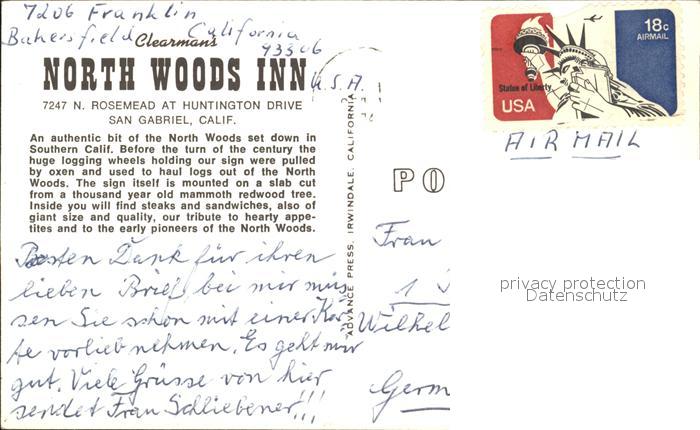 7206 Franklin
Bakersfield California
93306
U.S.A.
Clearman's
NORTH WOODS INN
7247 N. ROSEMEAD AT HUNTINGTON DRIVE
SAN GABRIEL, CALIF.
An authentic bit of the North Woods set down in
Southern Calif. Before the turn of the century the
huge logging wheels holding our sign were pulled
by oxen and used to haul logs out of the North
Woods. The sign itself is mounted on a slab cut
from a thousand year old mammoth redwood tree.
Inside you will find steaks and sandwiches, also of
giant size and quality, our tribute to hearty appe-
tites and to the early pioneers of the North Woods.
Besten Dank für ihren
lieben Brief, bei mir müs
sen Sie schon mit einer Kar
te vorlieb nehmen. Es geht mir
gut. Viele Grüsse von hier
sendet Frau Schliebener!!!
ADVANCE PRESS, IRWINDALE, CALIFORNIA
18c
AIRMAIL
Statue of Liberty
USA
AIR MAIL
PO
Frau
1
Wilhel
Germ
privacy protection
Datenschutz